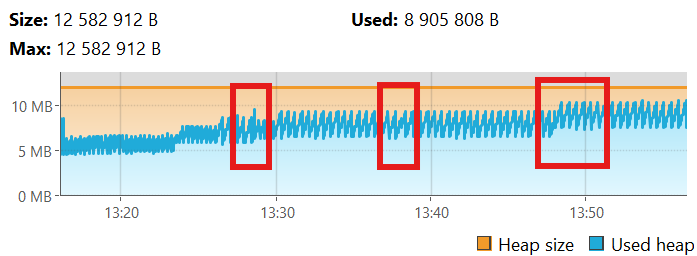 Size: 12 582 912 B Used: 8 905 808 B
Max: 12 582 912 B
10 MB
5 MB
0 MB
13:20 13:30 13:40 13:50
Heap size Used heap